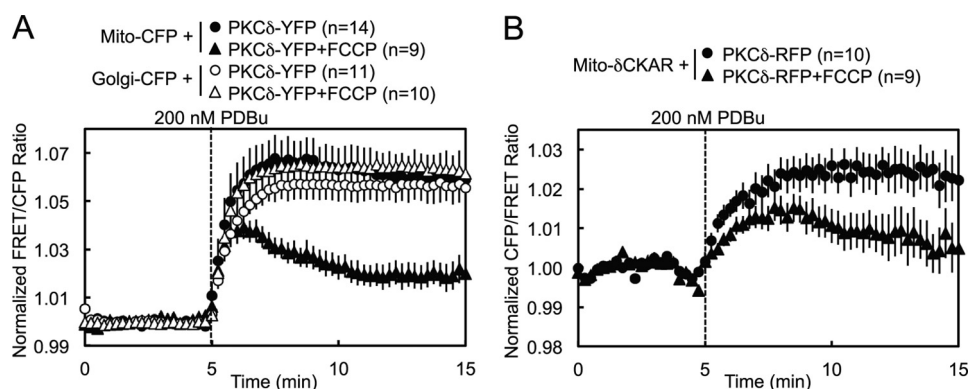 A
Mito-CFP + PKCδ-YFP (n=14)
PKCδ-YFP+FCCP (n=9)
Golgi-CFP + PKCδ-YFP (n=11)
PKCδ-YFP+FCCP (n=10)
200 nM PDBu
Normalized FRET/CFP Ratio
1.07
1.05
1.03
1.01
0.99
0
5
10
15
Time (min)
B
Mito-δCKAR + PKCδ-RFP (n=10)
PKCδ-RFP+FCCP (n=9)
200 nM PDBu
Normalized CFP/FRET Ratio
1.03
1.02
1.01
1.00
0.99
0.98
0
5
10
15
Time (min)